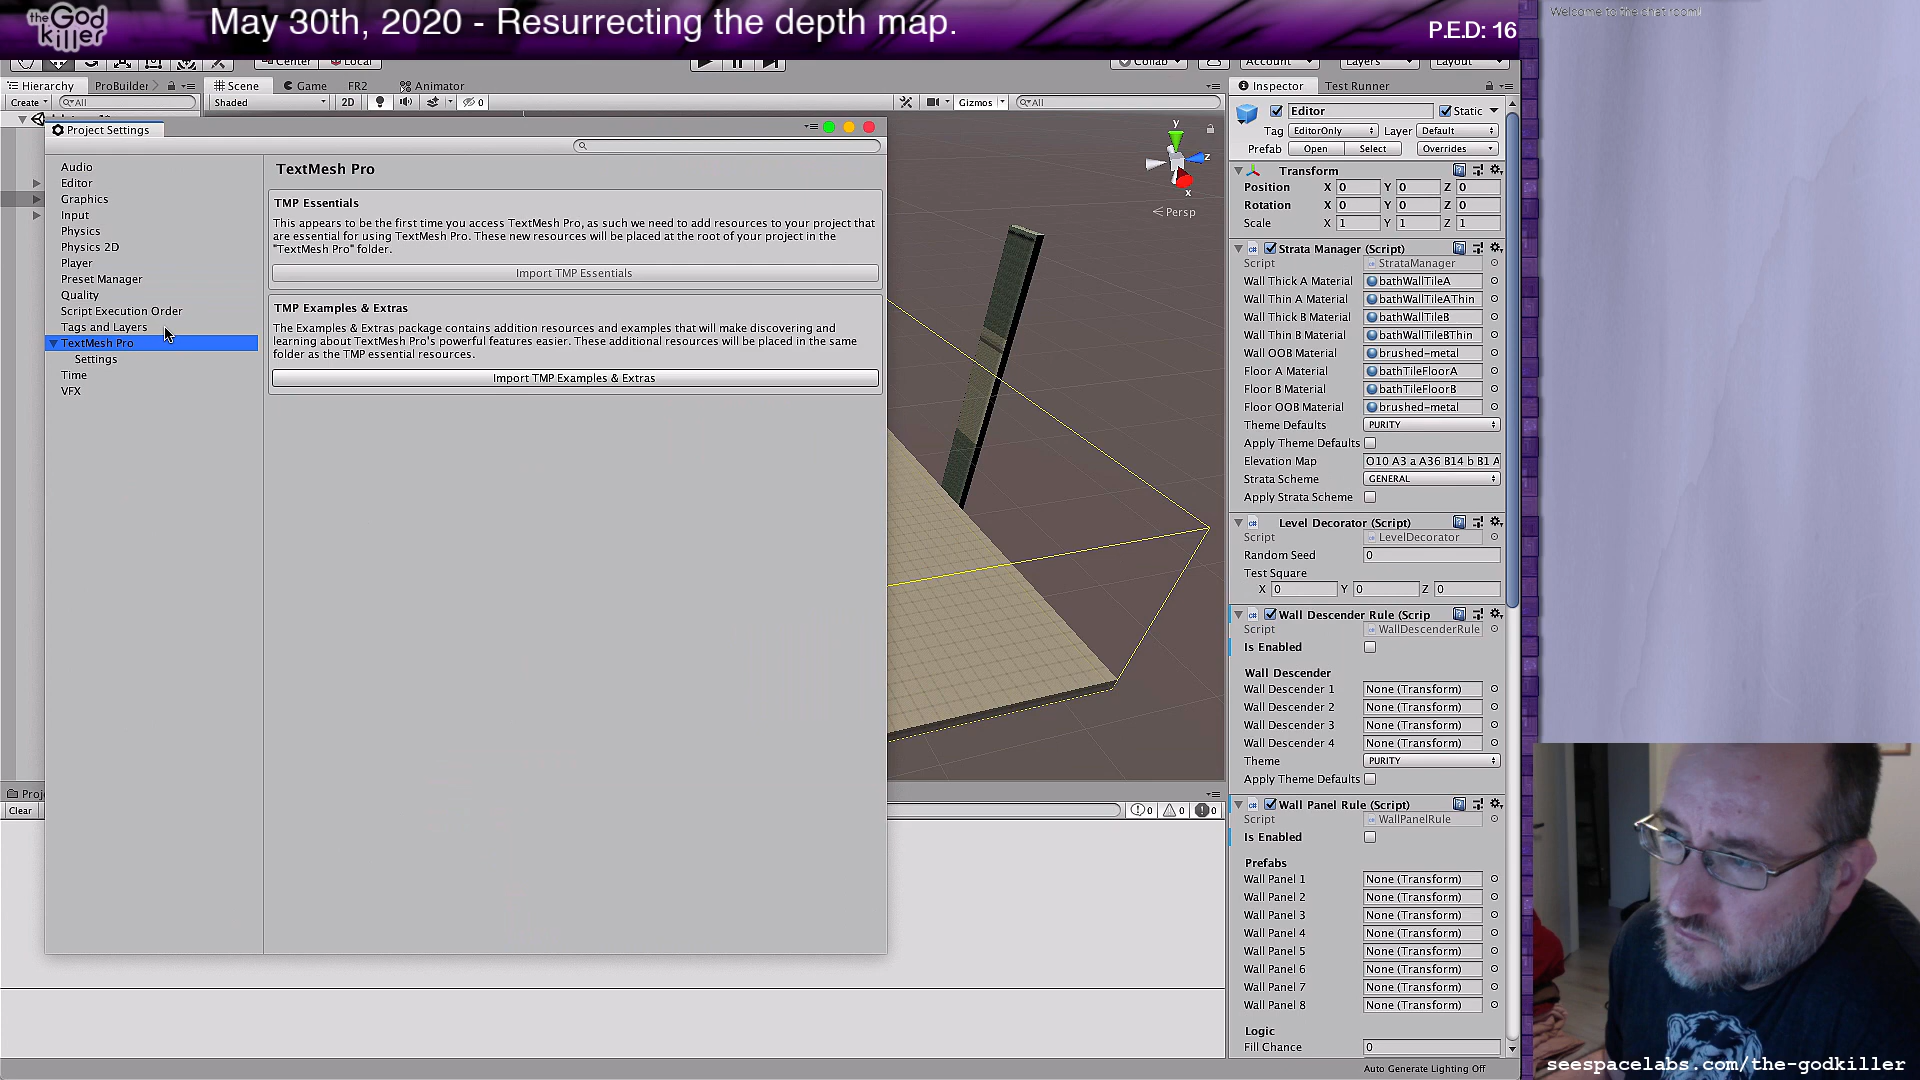 the God killer
May 30th, 2020 - Resurrecting the depth map.
P.E.D: 16
Welcome to the chat room!
Center
Local
Collab
Account
Layers
Layout
Hierarchy
ProBuilder
Scene
Game
FR2
Animator
Inspector
Test Runner
Create
All
Shaded
2D
0
Gizmos
All
Editor
Static
Tag
EditorOnly
Layer
Default
Prefab
Open
Select
Overrides
Project Settings
Audio
Editor
Graphics
Input
Physics
Physics 2D
Player
Preset Manager
Quality
Script Execution Order
Tags and Layers
TextMesh Pro
Settings
Time
VFX
TextMesh Pro
TMP Essentials
This appears to be the first time you access TextMesh Pro, as such we need to add resources to your project that
are essential for using TextMesh Pro. These new resources will be placed at the root of your project in the
"TextMesh Pro" folder.
Import TMP Essentials
TMP Examples & Extras
The Examples & Extras package contains addition resources and examples that will make discovering and
learning about TextMesh Pro's powerful features easier. These additional resources will be placed in the same
folder as the TMP essential resources.
Import TMP Examples & Extras
y
z
x
Persp
Transform
Position X 0 Y 0 Z 0
Rotation X 0 Y 0 Z 0
Scale X 1 Y 1 Z 1
Strata Manager (Script)
Script StrataManager
Wall Thick A Material bathWallTileA
Wall Thin A Material bathWallTileAThin
Wall Thick B Material bathWallTileB
Wall Thin B Material bathWallTileBThin
Wall OOB Material brushed-metal
Floor A Material bathTileFloorA
Floor B Material bathTileFloorB
Floor OOB Material brushed-metal
Theme Defaults PURITY
Apply Theme Defaults
Elevation Map O10 A3 a A36 B14 b B1 A
Strata Scheme GENERAL
Apply Strata Scheme
Level Decorator (Script)
Script LevelDecorator
Random Seed 0
Test Square
X 0 Y 0 Z 0
Wall Descender Rule (Scrip
Script WallDescenderRule
Is Enabled
Wall Descender
Wall Descender 1 None (Transform)
Wall Descender 2 None (Transform)
Wall Descender 3 None (Transform)
Wall Descender 4 None (Transform)
Theme PURITY
Apply Theme Defaults
Wall Panel Rule (Script)
Script WallPanelRule
Is Enabled
Prefabs
Wall Panel 1 None (Transform)
Wall Panel 2 None (Transform)
Wall Panel 3 None (Transform)
Wall Panel 4 None (Transform)
Wall Panel 5 None (Transform)
Wall Panel 6 None (Transform)
Wall Panel 7 None (Transform)
Wall Panel 8 None (Transform)
Logic
Fill Chance 0
Proj
Clear
0 0 0
Auto Generate Lighting Off
seespacelabs.com/the-godkiller